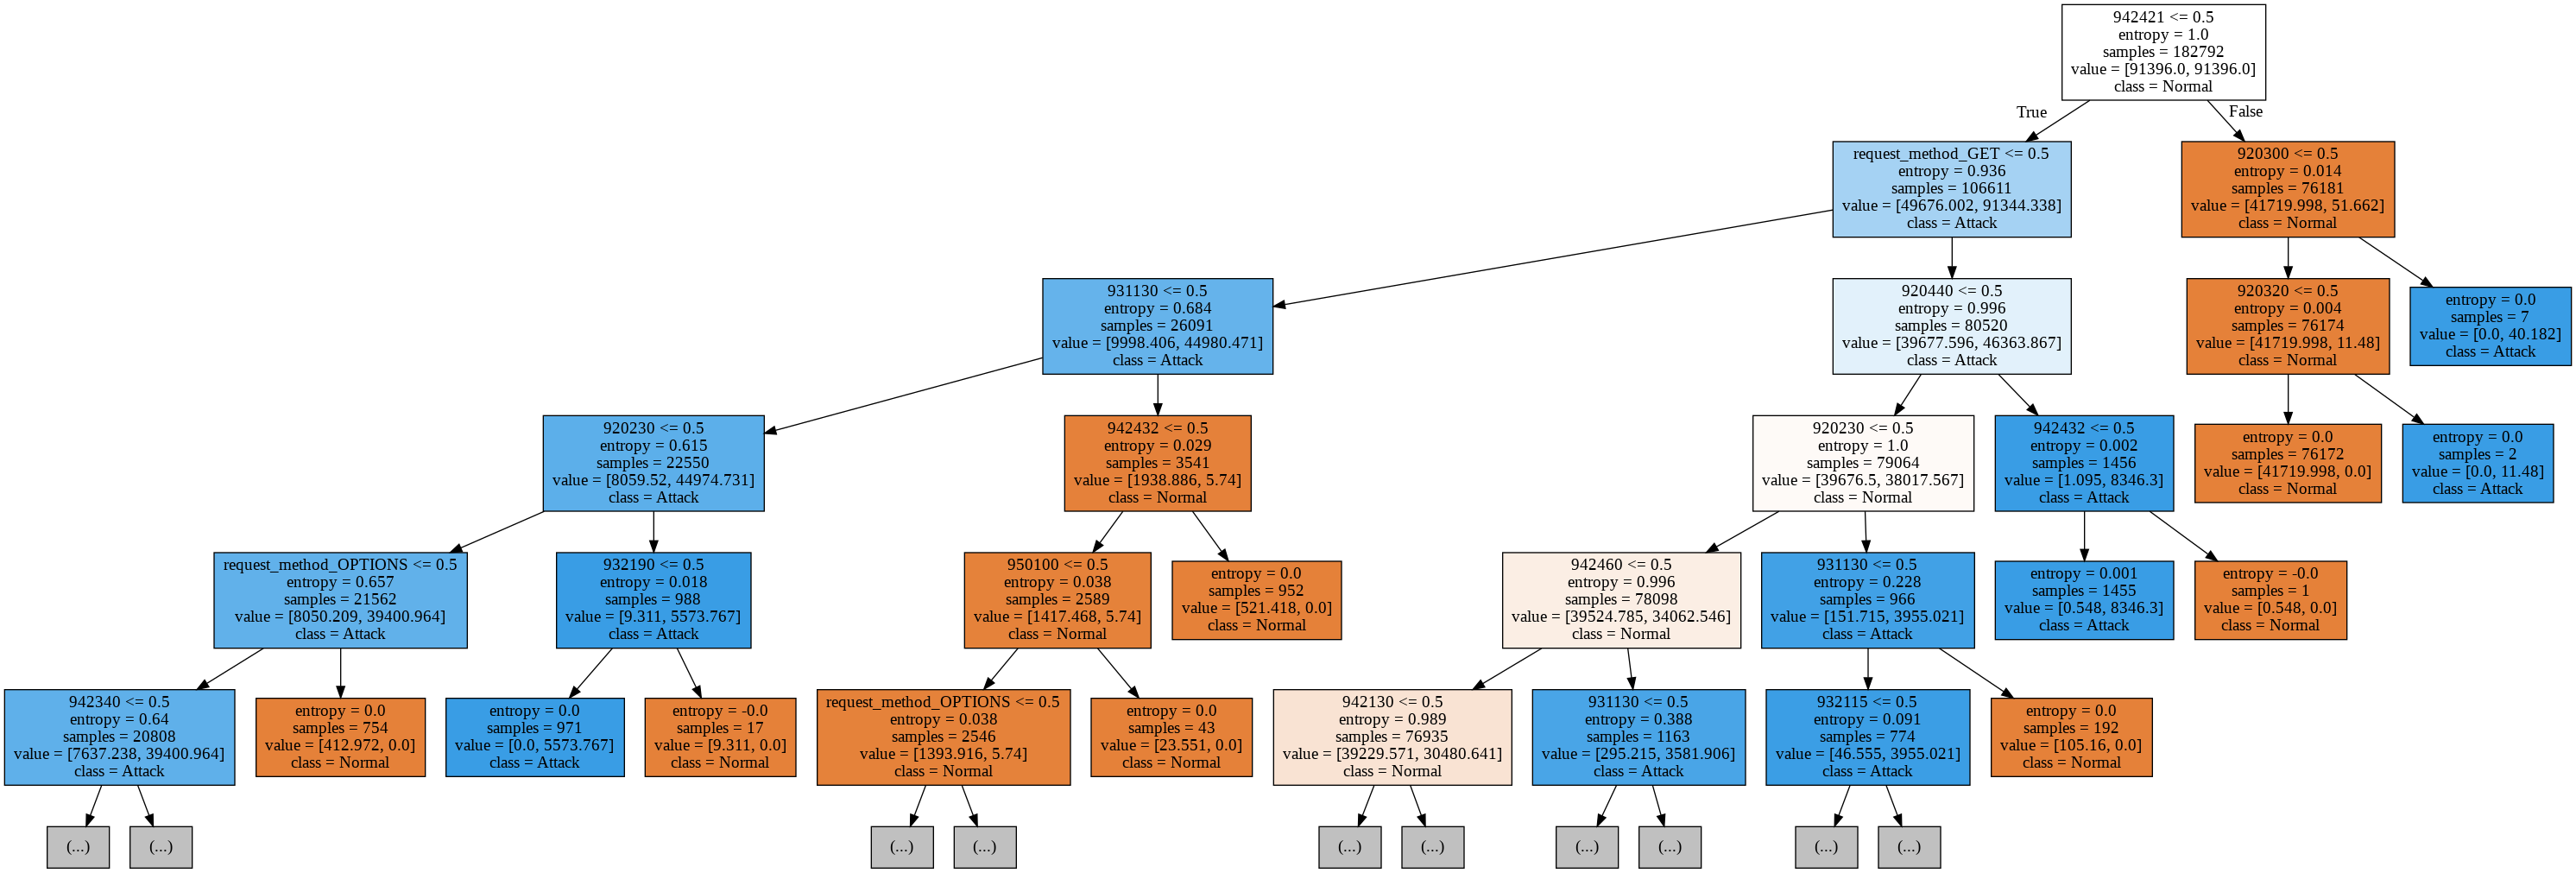 942421 <= 0.5
entropy = 1.0
samples = 182792
value = [91396.0, 91396.0]
class = Normal
True
False
request_method_GET <= 0.5
entropy = 0.936
samples = 106611
value = [49676.002, 91344.338]
class = Attack
920300 <= 0.5
entropy = 0.014
samples = 76181
value = [41719.998, 51.662]
class = Normal
931130 <= 0.5
entropy = 0.684
samples = 26091
value = [9998.406, 44980.471]
class = Attack
920440 <= 0.5
entropy = 0.996
samples = 80520
value = [39677.596, 46363.867]
class = Attack
920320 <= 0.5
entropy = 0.004
samples = 76174
value = [41719.998, 11.48]
class = Normal
entropy = 0.0
samples = 7
value = [0.0, 40.182]
class = Attack
920230 <= 0.5
entropy = 0.615
samples = 22550
value = [8059.52, 44974.731]
class = Attack
942432 <= 0.5
entropy = 0.029
samples = 3541
value = [1938.886, 5.74]
class = Normal
920230 <= 0.5
entropy = 1.0
samples = 79064
value = [39676.5, 38017.567]
class = Normal
942432 <= 0.5
entropy = 0.002
samples = 1456
value = [1.095, 8346.3]
class = Attack
entropy = 0.0
samples = 76172
value = [41719.998, 0.0]
class = Normal
entropy = 0.0
samples = 2
value = [0.0, 11.48]
class = Attack
request_method_OPTIONS <= 0.5
entropy = 0.657
samples = 21562
value = [8050.209, 39400.964]
class = Attack
932190 <= 0.5
entropy = 0.018
samples = 988
value = [9.311, 5573.767]
class = Attack
950100 <= 0.5
entropy = 0.038
samples = 2589
value = [1417.468, 5.74]
class = Normal
entropy = 0.0
samples = 952
value = [521.418, 0.0]
class = Normal
942460 <= 0.5
entropy = 0.996
samples = 78098
value = [39524.785, 34062.546]
class = Normal
931130 <= 0.5
entropy = 0.228
samples = 966
value = [151.715, 3955.021]
class = Attack
entropy = 0.001
samples = 1455
value = [0.548, 8346.3]
class = Attack
entropy = -0.0
samples = 1
value = [0.548, 0.0]
class = Normal
942340 <= 0.5
entropy = 0.64
samples = 20808
value = [7637.238, 39400.964]
class = Attack
entropy = 0.0
samples = 754
value = [412.972, 0.0]
class = Normal
entropy = 0.0
samples = 971
value = [0.0, 5573.767]
class = Attack
entropy = -0.0
samples = 17
value = [9.311, 0.0]
class = Normal
request_method_OPTIONS <= 0.5
entropy = 0.038
samples = 2546
value = [1393.916, 5.74]
class = Normal
entropy = 0.0
samples = 43
value = [23.551, 0.0]
class = Normal
942130 <= 0.5
entropy = 0.989
samples = 76935
value = [39229.571, 30480.641]
class = Normal
931130 <= 0.5
entropy = 0.388
samples = 1163
value = [295.215, 3581.906]
class = Attack
932115 <= 0.5
entropy = 0.091
samples = 774
value = [46.555, 3955.021]
class = Attack
entropy = 0.0
samples = 192
value = [105.16, 0.0]
class = Normal
(...)
(...)
(...)
(...)
(...)
(...)
(...)
(...)
(...)
(...)